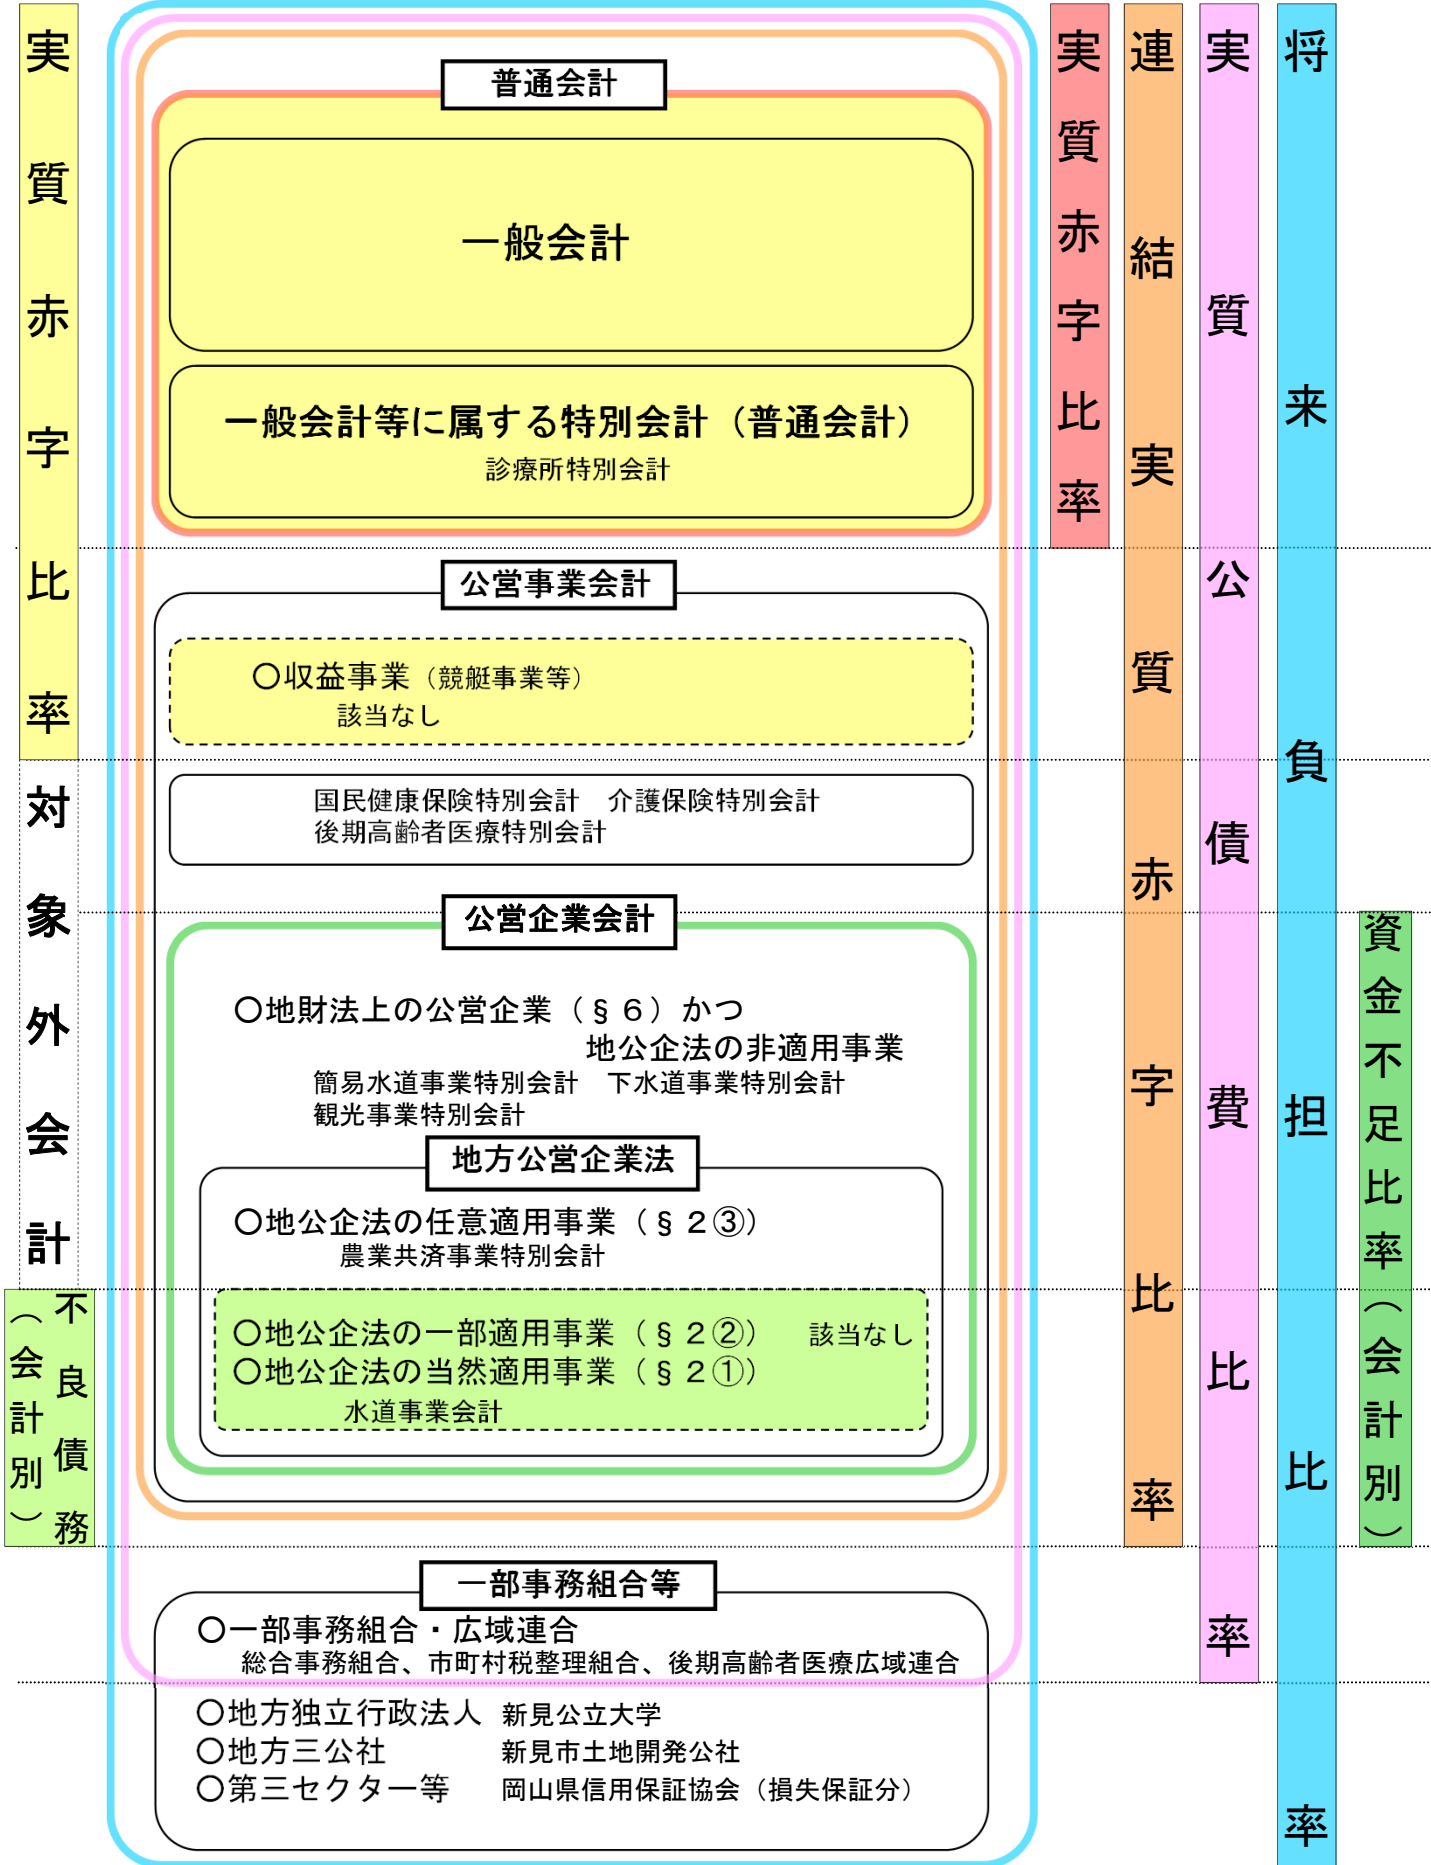 実質赤字比率
対象外会計
不良債務
（会計別）
普通会計
一般会計
一般会計等に属する特別会計（普通会計）
診療所特別会計
公営事業会計
〇収益事業（競艇事業等）
該当なし
国民健康保険特別会計　介護保険特別会計
後期高齢者医療特別会計
公営企業会計
〇地財法上の公営企業（§６）かつ
地公企法の非適用事業
簡易水道事業特別会計　下水道事業特別会計
観光事業特別会計
地方公営企業法
〇地公企法の任意適用事業（§２③）
農業共済事業特別会計
〇地公企法の一部適用事業（§２②）　該当なし
〇地公企法の当然適用事業（§２①）
水道事業会計
一部事務組合等
〇一部事務組合・広域連合
総合事務組合、市町村税整理組合、後期高齢者医療広域連合
〇地方独立行政法人　新見公立大学
〇地方三公社　新見市土地開発公社
〇第三セクター等　岡山県信用保証協会（損失保証分）
実質赤字比率
連結実質赤字比率
実質公債費比率
将来負担比率
資金不足比率（会計別）